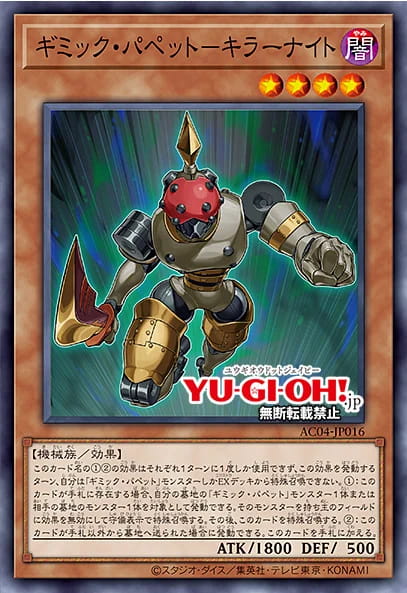 ギミック・パペット－キラーナイト
闇
やみ
ユウギオウドットジェイピー
YU-GI-OH!.jp
無断転載禁止
AC04-JP016
【機械族／効果】
このカード名の①②の効果はそれぞれ1ターンに1度しか使用できず、この効果を発動する
ターン、自分は「ギミック・パペット」モンスターしかEXデッキから特殊召喚できない。①：この
カードが手札に存在する場合、自分の墓地の「ギミック・パペット」モンスター1体または
相手の墓地のモンスター1体を対象として発動できる。そのモンスターを持ち主のフィールド
に効果を無効にして守備表示で特殊召喚する。その後、このカードを特殊召喚する。②：この
カードが手札以外から墓地へ送られた場合に発動できる。このカードを手札に加える。
ATK/1800 DEF/ 500
©スタジオ・ダイス／集英社・テレビ東京・KONAMI